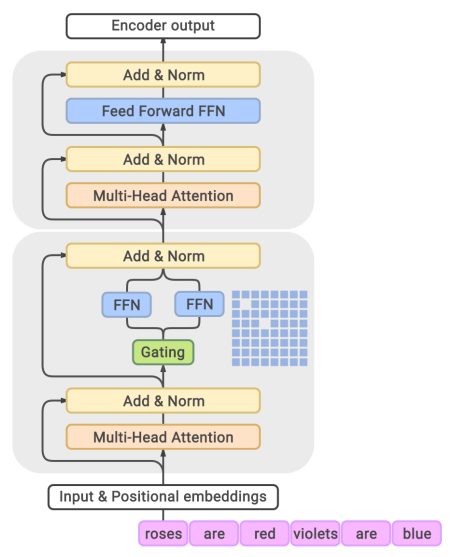 Encoder output
Add & Norm
Feed Forward FFN
Add & Norm
Multi-Head Attention
Add & Norm
FFN FFN
Gating
Add & Norm
Multi-Head Attention
Input & Positional embeddings
roses are red violets are blue